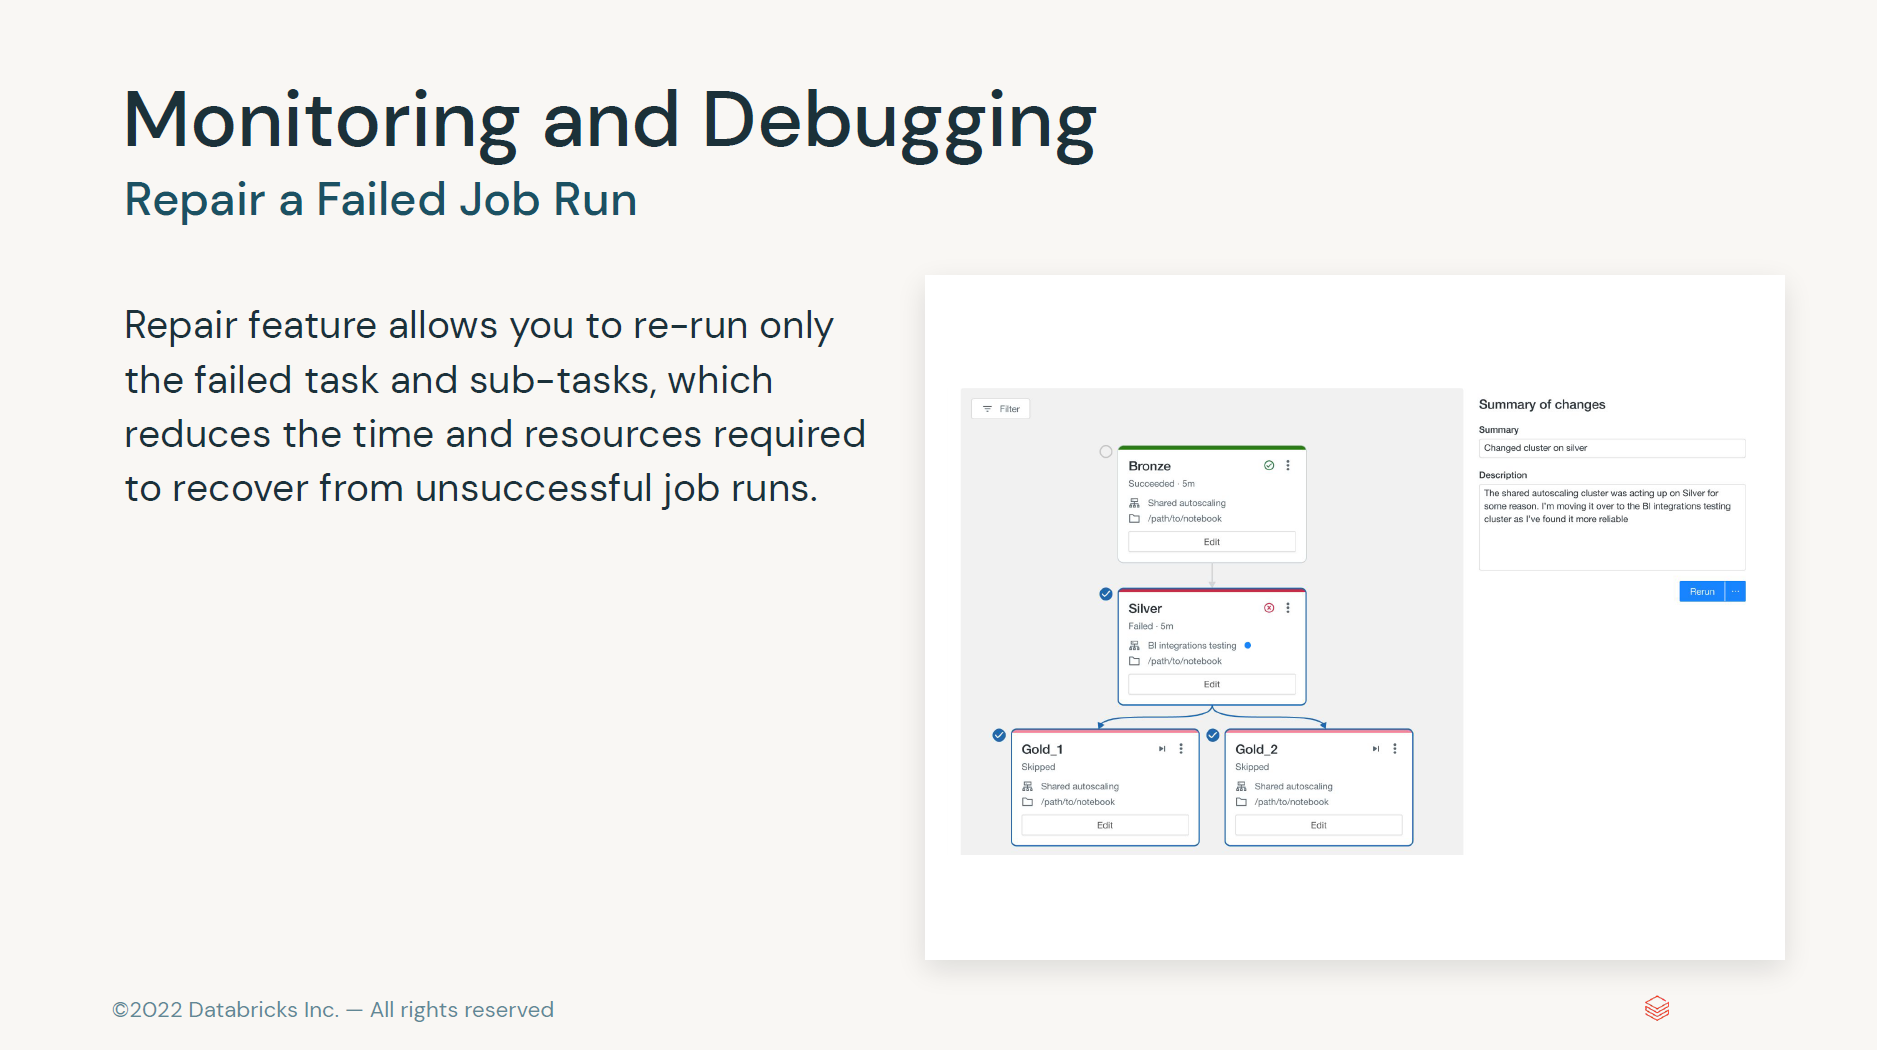 Monitoring and Debugging
Repair a Failed Job Run
Repair feature allows you to re-run only
the failed task and sub-tasks, which
reduces the time and resources required
to recover from unsuccessful job runs.
Filter
Bronze
Succeeded · 5m
Shared autoscaling
/path/to/notebook
Edit
Silver
Failed · 5m
BI integrations testing
/path/to/notebook
Edit
Gold_1
Skipped
Shared autoscaling
/path/to/notebook
Edit
Gold_2
Skipped
Shared autoscaling
/path/to/notebook
Edit
Summary of changes
Summary
Changed cluster on silver
Description
The shared autoscaling cluster was acting up on Silver for
some reason. I'm moving it over to the BI integrations testing
cluster as I've found it more reliable
Rerun
©2022 Databricks Inc. — All rights reserved